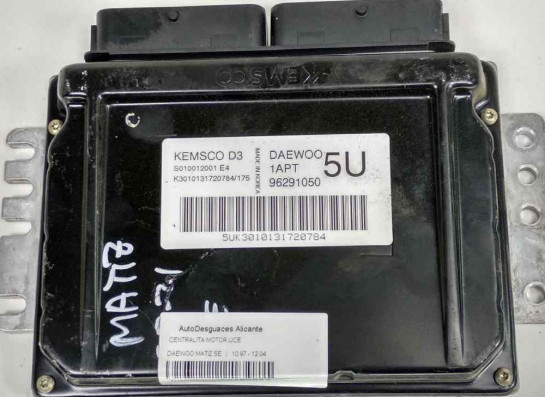 KEMSCO
KEMSCO D3
S010012001 E4
K3010131720784/175
MADE IN KOREA
DAEWOO
1APT
96291050
5U
5UK3010131720784
MATIZ
AutoDesguaces Alicante
CENTRALITA MOTOR UCE
DAEWOO MATIZ SE | 10.97 - 12.04